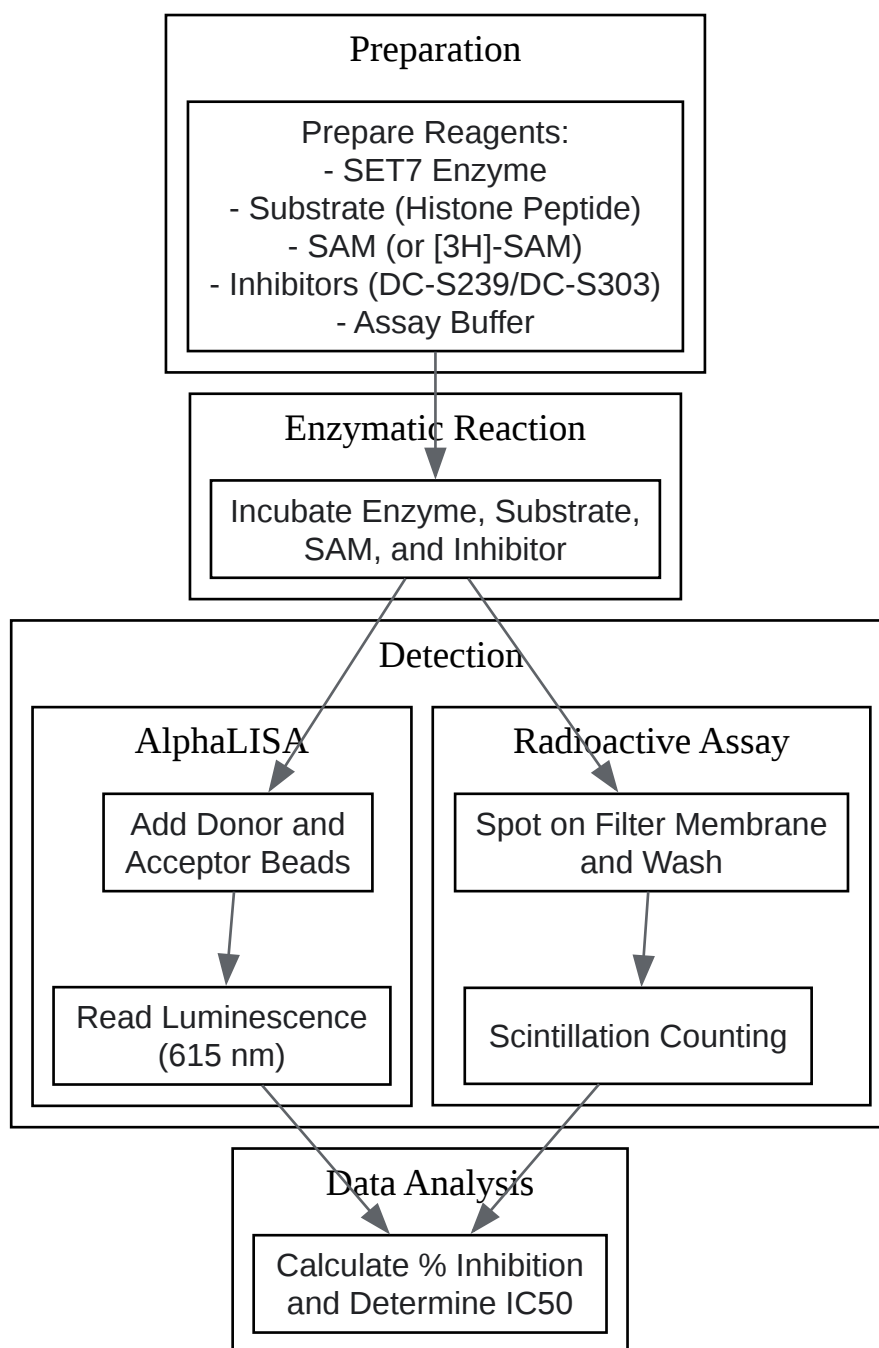 Preparation
Prepare Reagents:
- SET7 Enzyme
- Substrate (Histone Peptide)
- SAM (or [3H]-SAM)
- Inhibitors (DC-S239/DC-S303)
- Assay Buffer
Enzymatic Reaction
Incubate Enzyme, Substrate,
SAM, and Inhibitor
Detection
AlphaLISA
Add Donor and
Acceptor Beads
Read Luminescence
(615 nm)
Radioactive Assay
Spot on Filter Membrane
and Wash
Scintillation Counting
Data Analysis
Calculate % Inhibition
and Determine IC50